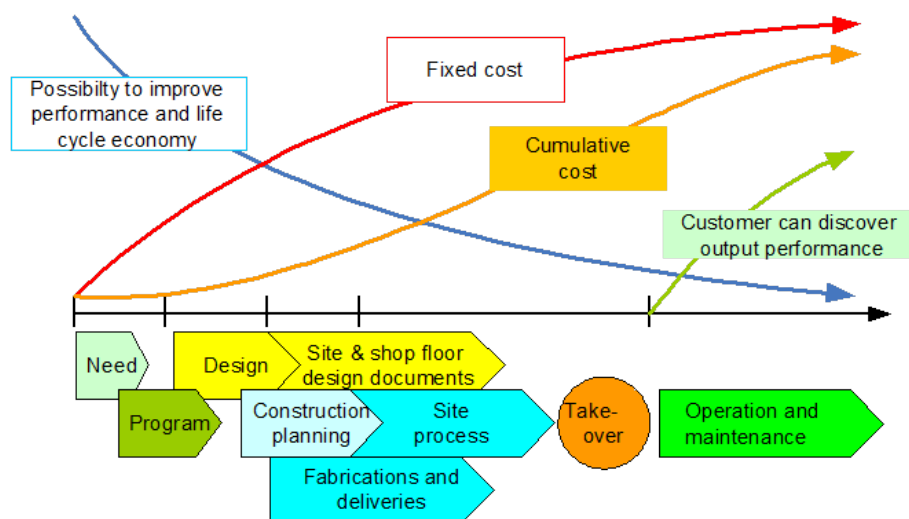 Fixed cost
Possibilty to improve
performance and life
cycle economy
Cumulative
cost
Customer can discover
output performance
Need
Design
Site & shop floor
design documents
Program
Construction
planning
Site
process
Take-
over
Operation and
maintenance
Fabrications and
deliveries